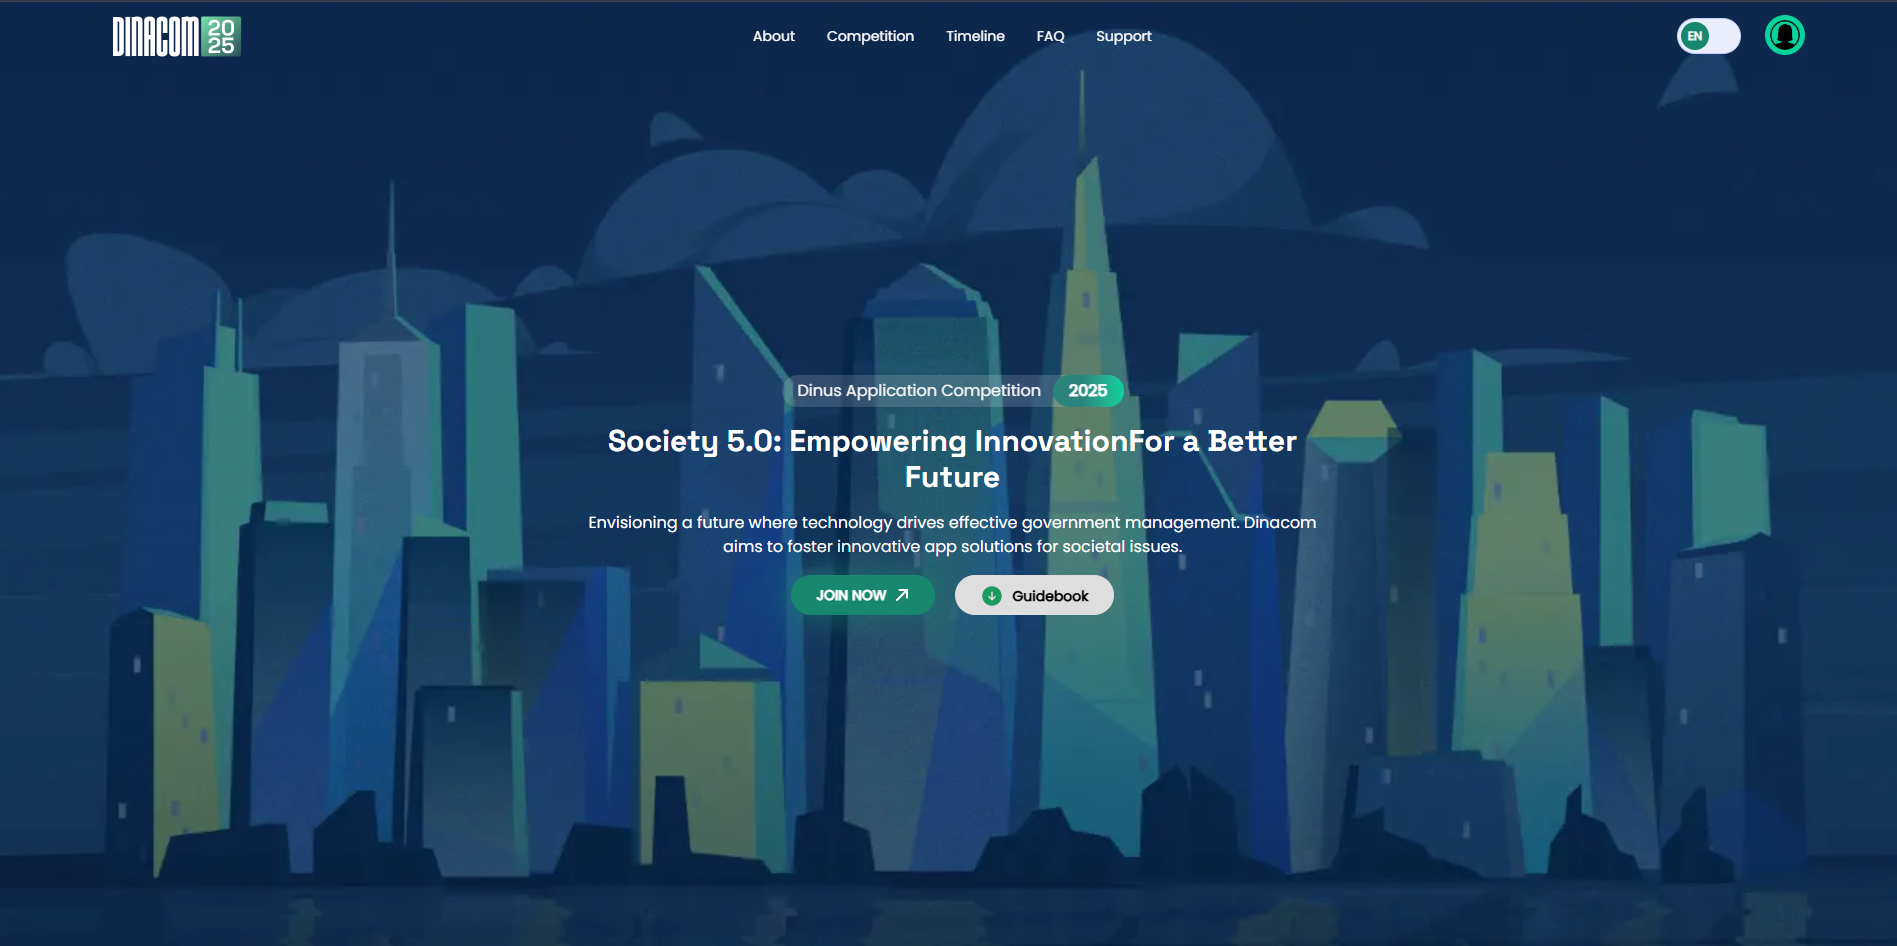 DINACOM 20
25
About Competition Timeline FAQ Support
EN
Dinus Application Competition 2025
Society 5.0: Empowering InnovationFor a Better
Future
Envisioning a future where technology drives effective government management. Dinacom
aims to foster innovative app solutions for societal issues.
JOIN NOW Guidebook